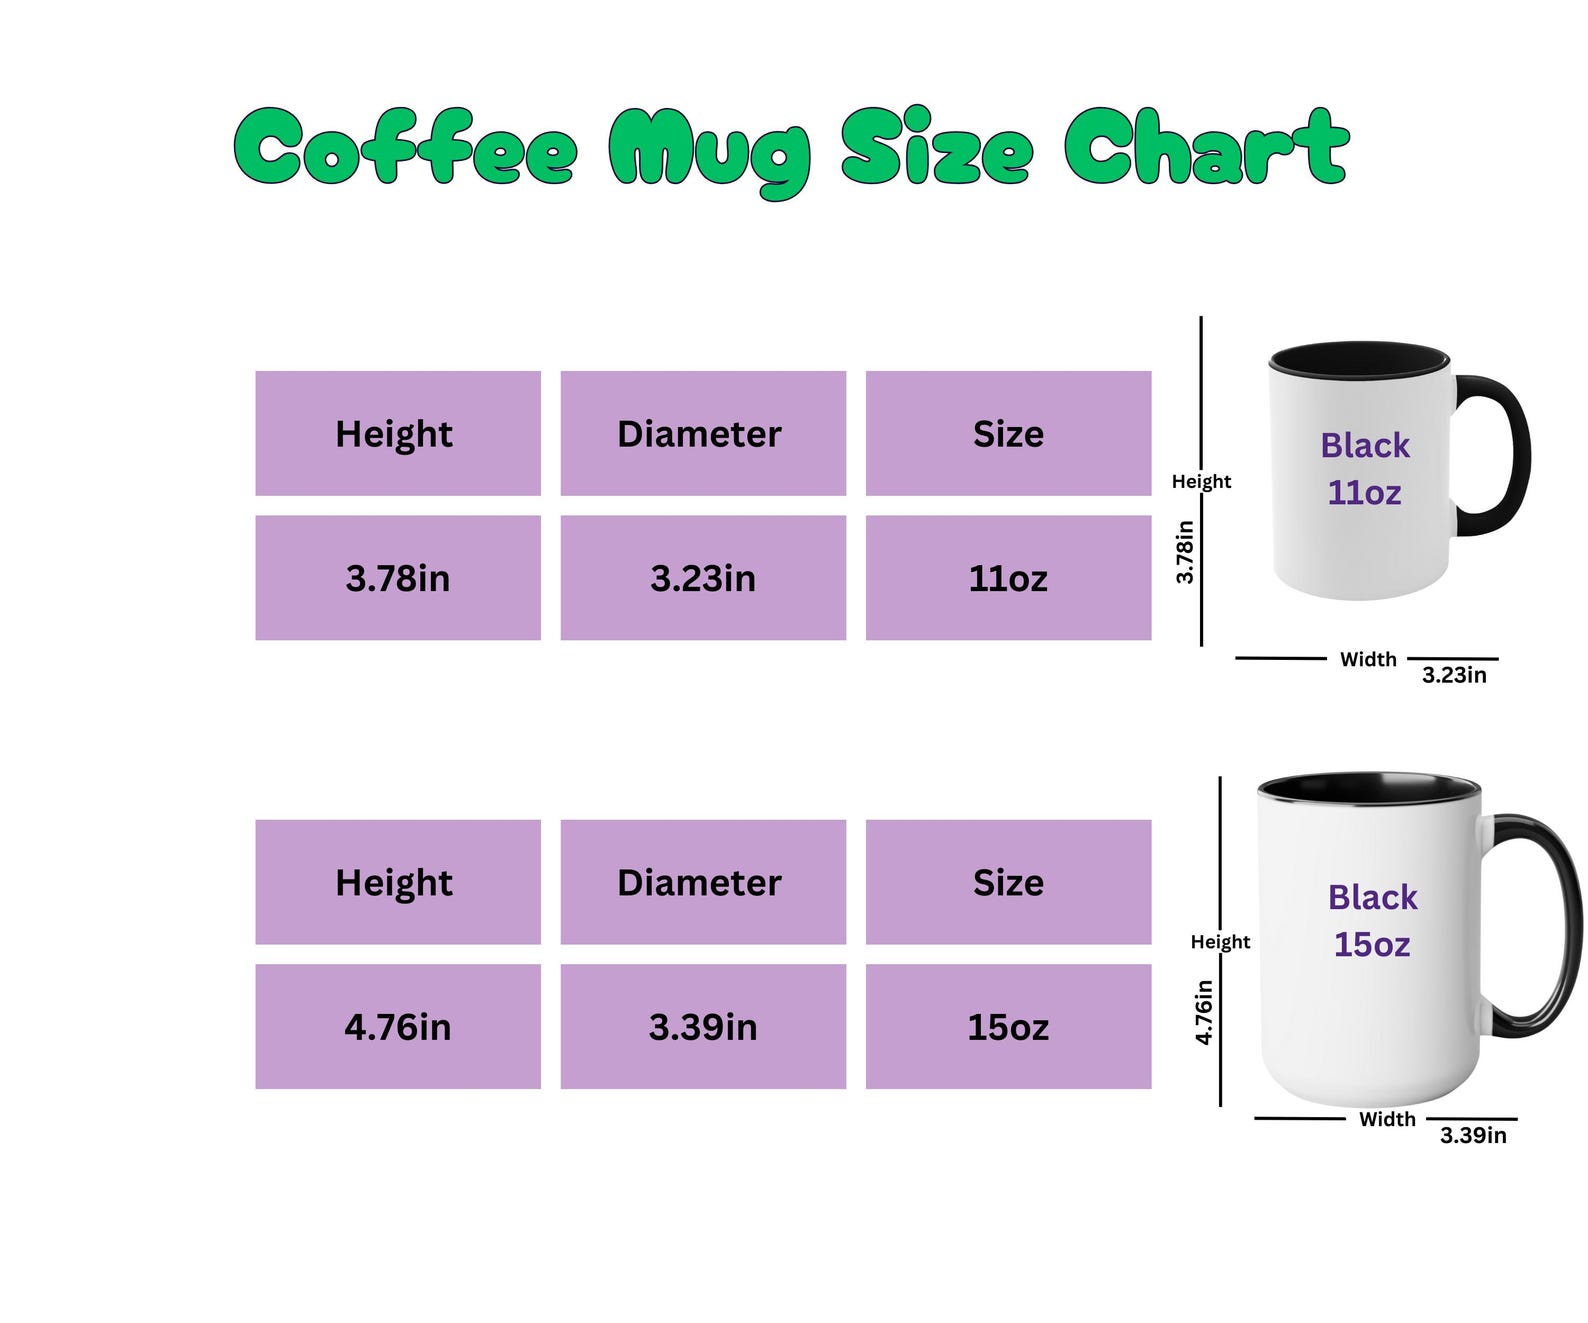 Coffee Mug Size Chart
Height Diameter Size
3.78in 3.23in 11oz
Height
3.78in
Black
11oz
Width
3.23in
Height Diameter Size
4.76in 3.39in 15oz
Height
4.76in
Black
15oz
Width
3.39in